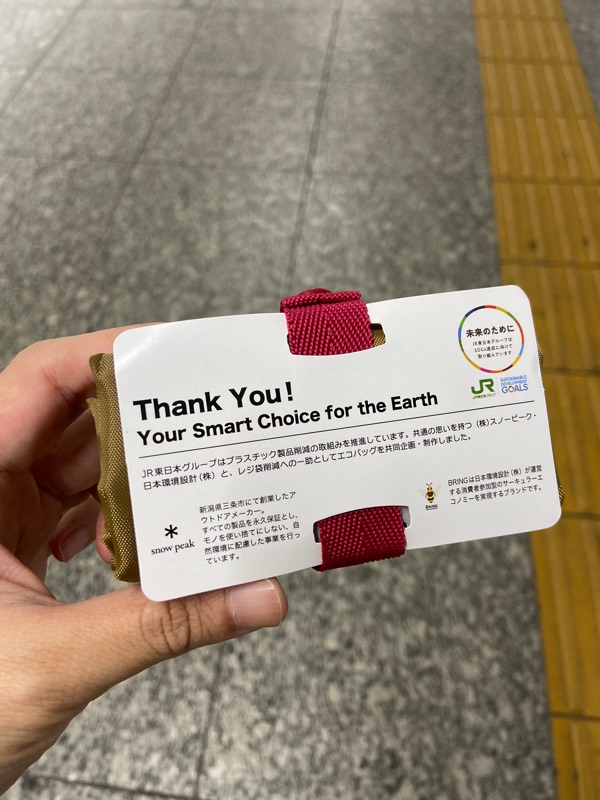 未来のために
JR東日本グループは
SDGs達成に向けて
取り組んでいます
JR
JR東日本グループ
SUSTAINABLE
DEVELOPMENT
GOALS
Thank You!
Your Smart Choice for the Earth
JR東日本グループはプラスチック製品削減の取組みを推進しています。共通の思いを持つ(株)スノーピーク・
日本環境設計(株)と、レジ袋削減への一助としてエコバッグを共同企画・制作しました。
snow peak
新潟県三条市にて創業したア
ウトドアメーカー。
すべての製品を永久保証とし、
モノを使い捨てにしない、自
然環境に配慮した事業を行っ
ています。
BRING
BRINGは日本環境設計(株)が運営
する消費者参加型のサーキュラーエ
コノミーを実現するブランドです。